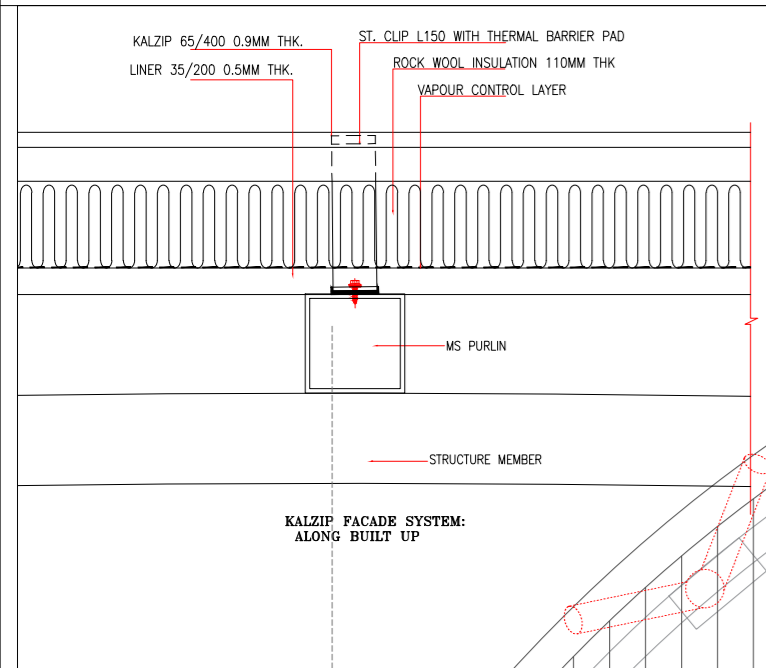 KALZIP 65/400 0.9MM THK.
ST. CLIP L150 WITH THERMAL BARRIER PAD
LINER 35/200 0.5MM THK.
ROCK WOOL INSULATION 110MM THK
VAPOUR CONTROL LAYER
MS PURLIN
STRUCTURE MEMBER
KALZIP FACADE SYSTEM:
ALONG BUILT UP